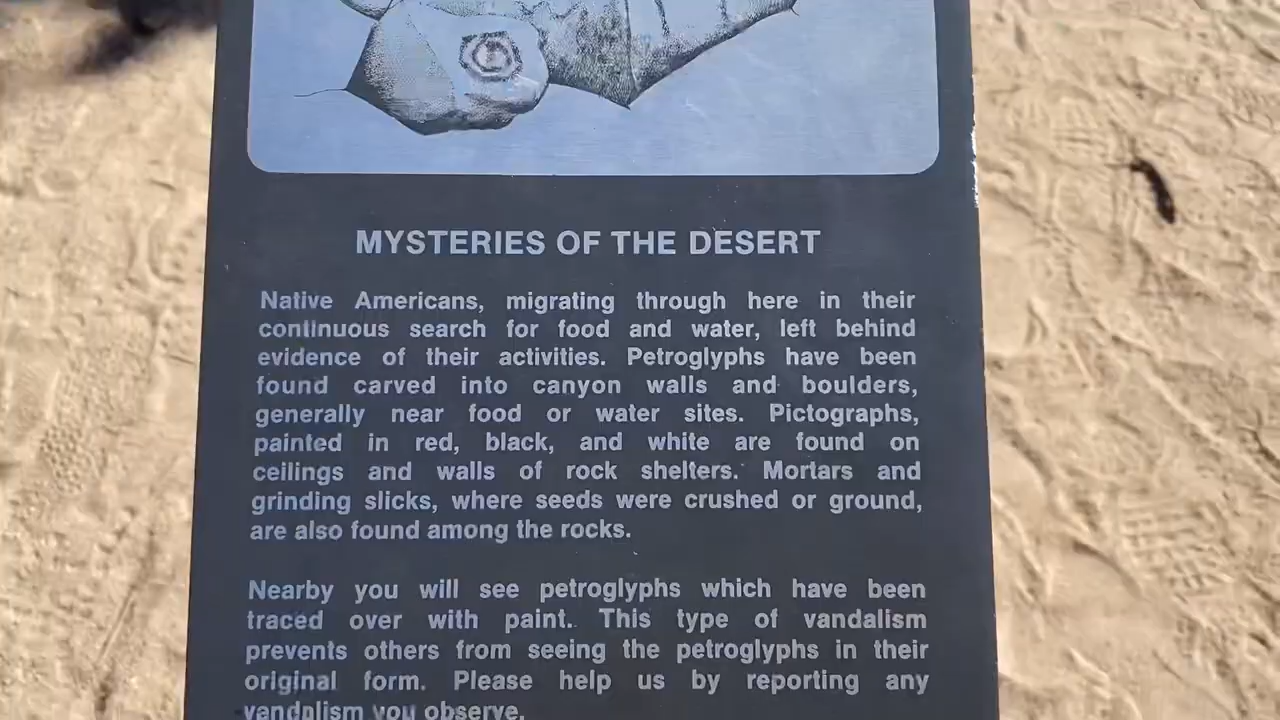 MYSTERIES OF THE DESERT
Native Americans, migrating through here in their
continuous search for food and water, left behind
evidence of their activities. Petroglyphs have been
found carved into canyon walls and boulders,
generally near food or water sites. Pictographs,
painted in red, black, and white are found on
ceilings and walls of rock shelters. Mortars and
grinding slicks, where seeds were crushed or ground,
are also found among the rocks.
Nearby you will see petroglyphs which have been
traced over with paint. This type of vandalism
prevents others from seeing the petroglyphs in their
original form. Please help us by reporting any
vandalism you observe.